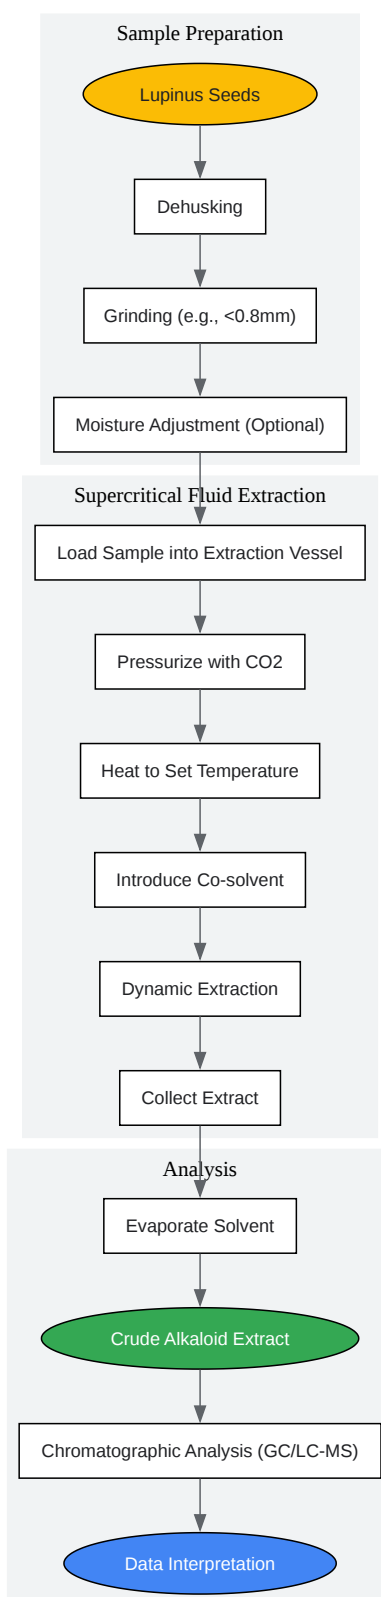 Sample Preparation
Lupinus Seeds
Dehusking
Grinding (e.g., <0.8mm)
Moisture Adjustment (Optional)
Supercritical Fluid Extraction
Load Sample into Extraction Vessel
Pressurize with CO2
Heat to Set Temperature
Introduce Co-solvent
Dynamic Extraction
Collect Extract
Analysis
Evaporate Solvent
Crude Alkaloid Extract
Chromatographic Analysis (GC/LC-MS)
Data Interpretation